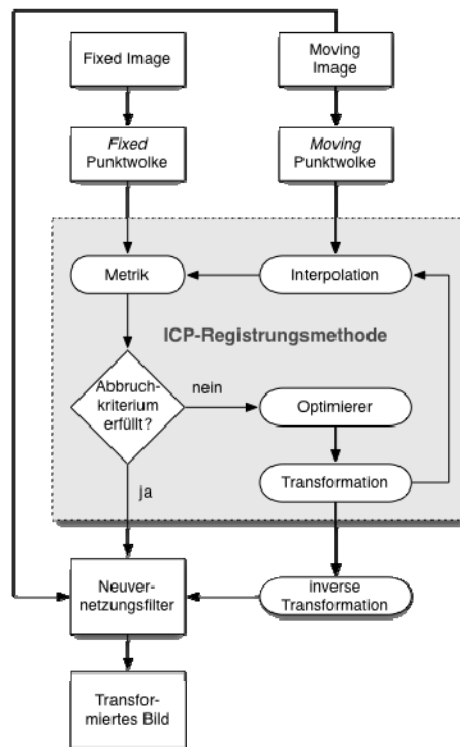 Fixed Image
Moving
Image
Fixed
Punktwolke
Moving
Punktwolke
Metrik
Interpolation
ICP-Registrungsmethode
Abbruch-
kriterium
erfüllt?
nein
Optimierer
ja
Transformation
Neuver-
netzungsfilter
inverse
Transformation
Transfor-
miertes Bild